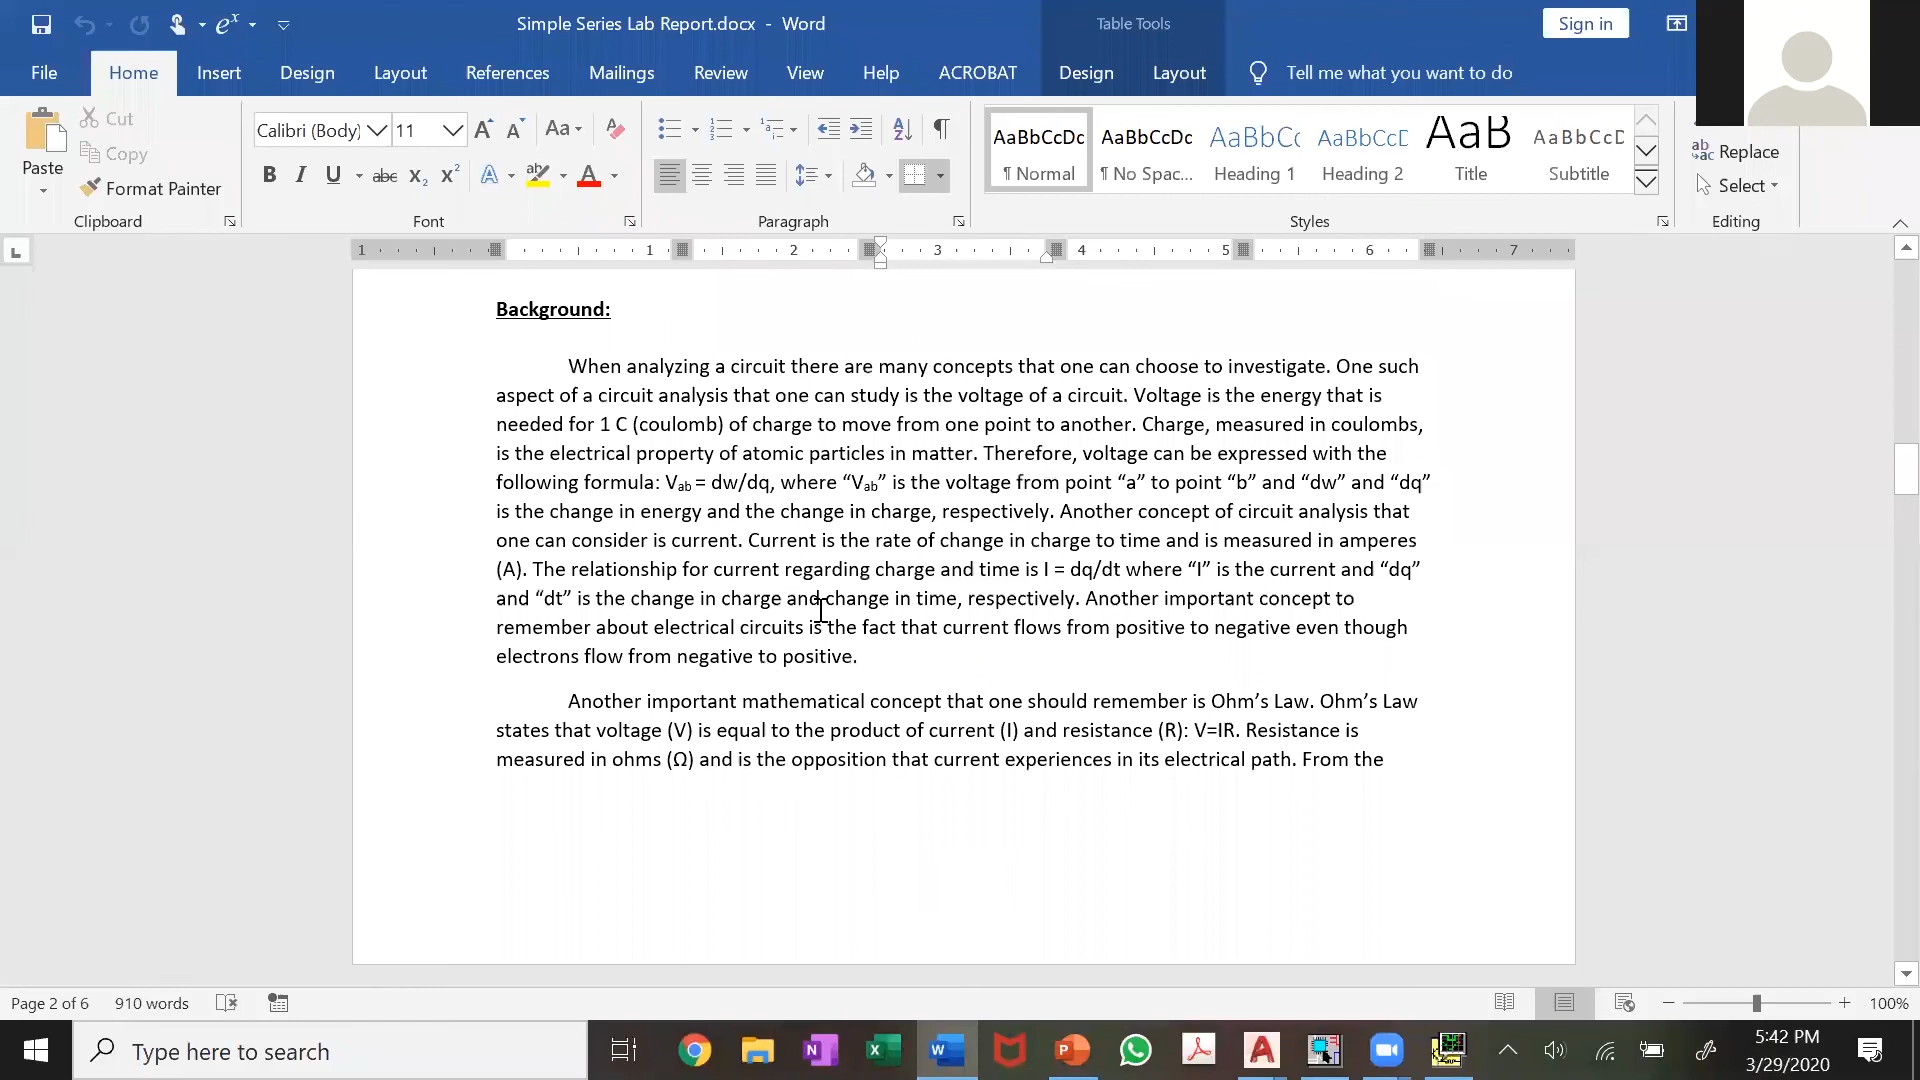 Simple Series Lab Report.docx - Word
Table Tools
Sign in
File Home Insert Design Layout References Mailings Review View Help ACROBAT Design Layout Tell me what you want to do
Paste
Cut
Copy
Format Painter
Clipboard
Calibri (Body) 11
Font
Paragraph
AaBbCcDc AaBbCcDc AaBbC AaBbCcD AaB AaBbCcD
¶ Normal ¶ No Spac... Heading 1 Heading 2 Title Subtitle
Styles
Replace
Select
Editing
1 1 2 3 4 5 6 7
Background:
When analyzing a circuit there are many concepts that one can choose to investigate. One such
aspect of a circuit analysis that one can study is the voltage of a circuit. Voltage is the energy that is
needed for 1 C (coulomb) of charge to move from one point to another. Charge, measured in coulombs,
is the electrical property of atomic particles in matter. Therefore, voltage can be expressed with the
following formula: Vab = dw/dq, where “Vab” is the voltage from point “a” to point “b” and “dw” and “dq”
is the change in energy and the change in charge, respectively. Another concept of circuit analysis that
one can consider is current. Current is the rate of change in charge to time and is measured in amperes
(A). The relationship for current regarding charge and time is I = dq/dt where “I” is the current and “dq”
and “dt” is the change in charge and change in time, respectively. Another important concept to
remember about electrical circuits is the fact that current flows from positive to negative even though
electrons flow from negative to positive.
Another important mathematical concept that one should remember is Ohm’s Law. Ohm’s Law
states that voltage (V) is equal to the product of current (I) and resistance (R): V=IR. Resistance is
measured in ohms (Ω) and is the opposition that current experiences in its electrical path. From the
Page 2 of 6 910 words
100%
Type here to search
5:42 PM
3/29/2020